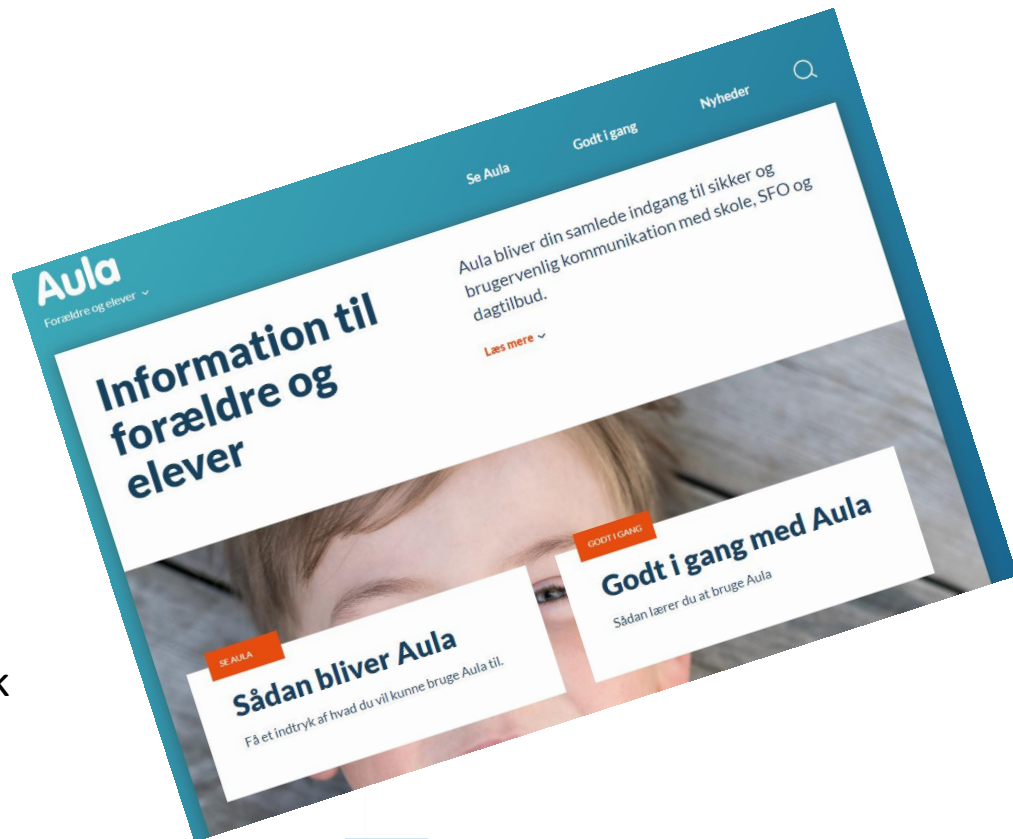 Se Aula
Godt i gang
Nyheder
Aula
Forældre og elever
Information til
forældre og
elever
Aula bliver din samlede indgang til sikker og
brugervenlig kommunikation med skole, SFO og
dagtilbud.
Læs mere
SE AULA
Sådan bliver Aula
Få et indtryk af hvad du vil kunne bruge Aula til.
GODT I GANG
Godt i gang med Aula
Sådan lærer du at bruge Aula
k